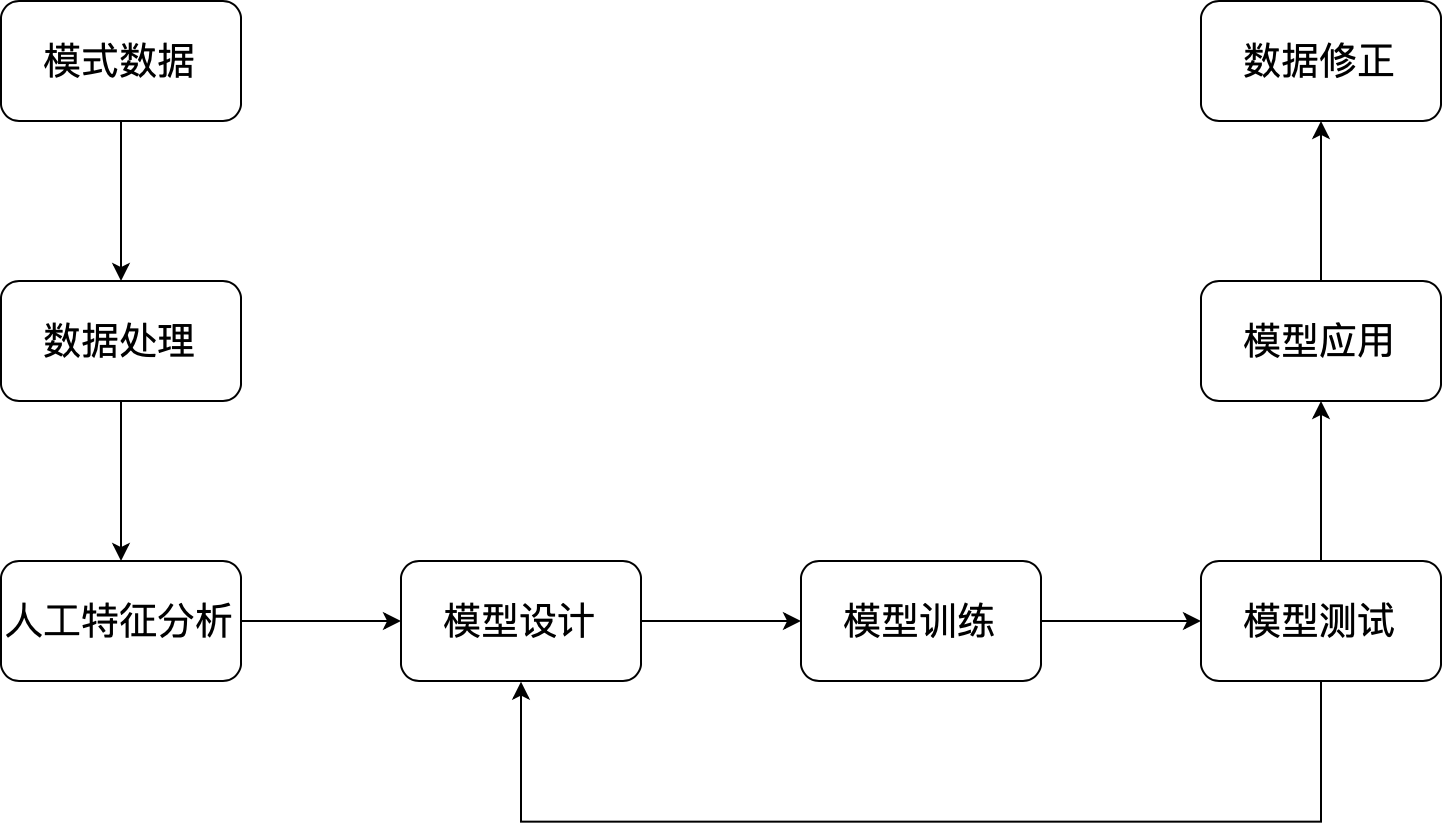 模式数据
数据处理
人工特征分析
模型设计
模型训练
模型测试
模型应用
数据修正